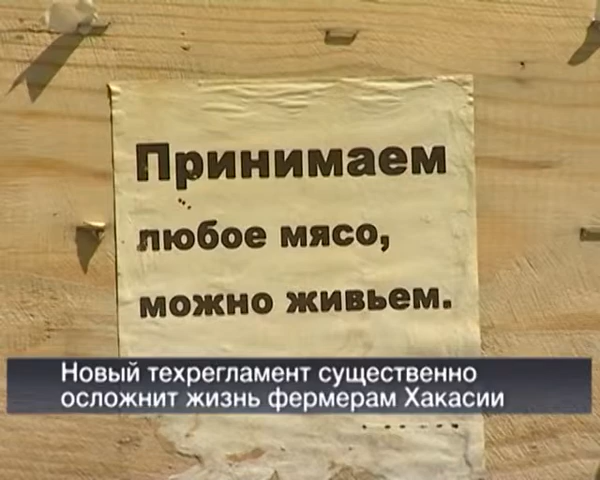 Принимаем
любое мясо,
можно живьем.
Новый техрегламент существенно
осложнит жизнь фермерам Хакасии